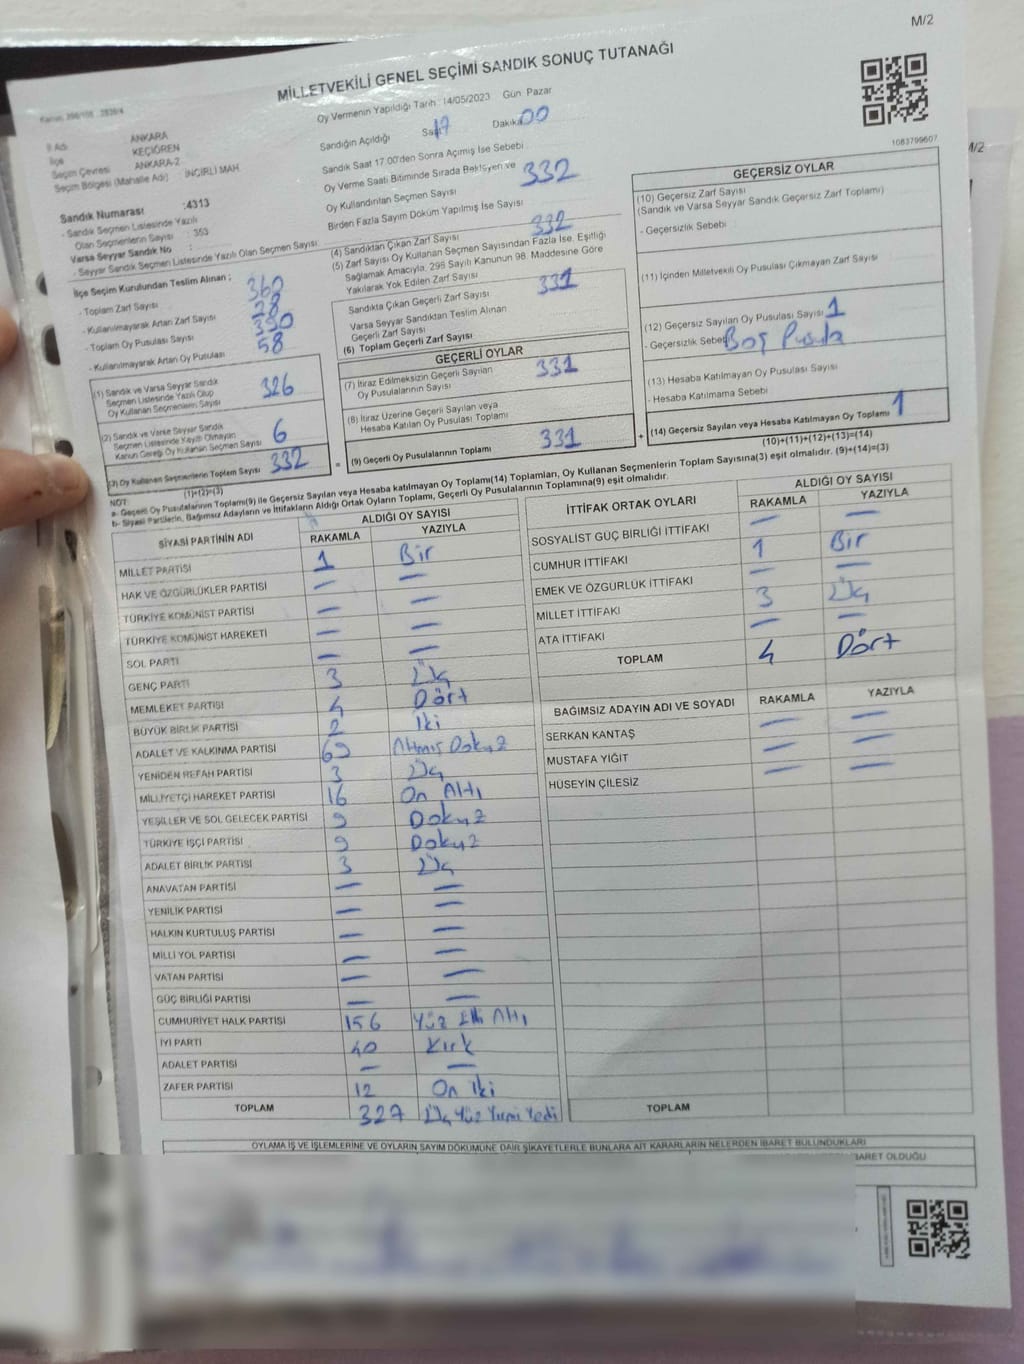 M/2
MİLLETVEKİLİ GENEL SEÇİMİ SANDIK SONUÇ TUTANAĞI
Oy Vermenin Yapıldığı Tarih : 14/05/2023 Gün: Pazar
1083799607
M/2
İl Adı ANKARA
İlçe KEÇİÖREN
Seçim Çevresi ANKARA-2
Seçim Bölgesi (Mahalle Adı) İNCİRLİ MAH
Sandık Numarası :4313
- Sandık Seçmen Listesinde Yazılı
Olan Seçmenlerin Sayısı : 353
Varsa Seyyar Sandık No :
- Seyyar Sandık Seçmen Listesinde Yazılı Olan Seçmen Sayısı:
İlçe Seçim Kurulundan Teslim Alınan ;
- Toplam Zarf Sayısı 360
- Kullanılmayarak Artan Zarf Sayısı 28
- Toplam Oy Pusulası Sayısı 390
- Kullanılmayarak Artan Oy Pusulası 58
(1) Sandık ve Varsa Seyyar Sandık
Seçmen Listesinde Yazılı Olup
Oy Kullanan Seçmenlerin Sayısı 326
(2) Sandık ve Varsa Seyyar Sandık
Seçmen Listesinde Kaydı Olmayan
Kanun Gereği Oy Kullanan Seçmen Sayısı 6
(3) Oy Kullanan Seçmenlerin Toplam Sayısı 332
(1)+(2)=(3)
Sandığın Açıldığı Saat 17 Dakika 00
Sandık Saat 17.00'den Sonra Açımış İse Sebebi
Oy Verme Saati Bitiminde Sırada Bekleyen ve
Oy Kullandırılan Seçmen Sayısı 332
Birden Fazla Sayım Döküm Yapılmış İse Sayısı
(4) Sandıktan Çıkan Zarf Sayısı 332
(5) Zarf Sayısı Oy Kullanan Seçmen Sayısından Fazla İse, Eşitliği
Sağlamak Amacıyla, 298 Sayılı Kanunun 98. Maddesine Göre
Yakılarak Yok Edilen Zarf Sayısı
Sandıkta Çıkan Geçerli Zarf Sayısı 331
Varsa Seyyar Sandıktan Teslim Alınan
Geçerli Zarf Sayısı
(6) Toplam Geçerli Zarf Sayısı
GEÇERLİ OYLAR
(7) İtiraz Edilmeksizin Geçerli Sayılan
Oy Pusulalarının Sayısı 331
(8) İtiraz Üzerine Geçerli Sayılan veya
Hesaba Katılan Oy Pusulası Toplamı
= (9) Geçerli Oy Pusulalarının Toplamı 331 +
GEÇERSİZ OYLAR
(10) Geçersiz Zarf Sayısı
(Sandık ve Varsa Seyyar Sandık Geçersiz Zarf Toplamı)
- Geçersizlik Sebebi
(11) İçinden Milletvekili Oy Pusulası Çıkmayan Zarf Sayısı
(12) Geçersiz Sayılan Oy Pusulası Sayısı 1
- Geçersizlik Sebebi Boş Pusula
(13) Hesaba Katılmayan Oy Pusulası Sayısı
- Hesaba Katılmama Sebebi
(14) Geçersiz Sayılan veya Hesaba Katılmayan Oy Toplamı 1
(10)+(11)+(12)+(13)=(14)
NOT:
a- Geçerli Oy Pusulalarının Toplamı(9) ile Geçersiz Sayılan veya Hesaba katılmayan Oy Toplamı(14) Toplamları, Oy Kullanan Seçmenlerin Toplam Sayısına(3) eşit olmalıdır. (9)+(14)=(3)
b- Siyasi Partilerin, Bağımsız Adayların ve İttifakların Aldığı Ortak Oyların Toplamı, Geçerli Oy Pusulalarının Toplamına(9) eşit olmalıdır.
SİYASİ PARTİNİN ADI ALDIĞI OY SAYISI
RAKAMLA YAZIYLA
MİLLET PARTİSİ 1 Bir
HAK VE ÖZGÜRLÜKLER PARTİSİ — —
TÜRKİYE KOMÜNİST PARTİSİ — —
TÜRKİYE KOMÜNİST HAREKETİ — —
SOL PARTİ — —
GENÇ PARTİ 3 Üç
MEMLEKET PARTİSİ 4 Dört
BÜYÜK BİRLİK PARTİSİ 2 İki
ADALET VE KALKINMA PARTİSİ 69 Altmış Dokuz
YENİDEN REFAH PARTİSİ 3 Üç
MİLLİYETÇİ HAREKET PARTİSİ 16 On Altı
YEŞİLLER VE SOL GELECEK PARTİSİ 9 Dokuz
TÜRKİYE İŞÇİ PARTİSİ 9 Dokuz
ADALET BİRLİK PARTİSİ 3 Üç
ANAVATAN PARTİSİ — —
YENİLİK PARTİSİ — —
HALKIN KURTULUŞ PARTİSİ — —
MİLLİ YOL PARTİSİ — —
VATAN PARTİSİ — —
GÜÇ BİRLİĞİ PARTİSİ — —
CUMHURİYET HALK PARTİSİ 156 Yüz Elli Altı
İYİ PARTİ 40 Kırk
ADALET PARTİSİ — —
ZAFER PARTİSİ 12 On İki
TOPLAM 327 Üç Yüz Yirmi Yedi
İTTİFAK ORTAK OYLARI ALDIĞI OY SAYISI
RAKAMLA YAZIYLA
SOSYALİST GÜÇ BİRLİĞİ İTTİFAKI — —
CUMHUR İTTİFAKI 1 Bir
EMEK VE ÖZGÜRLÜK İTTİFAKI — —
MİLLET İTTİFAKI 3 Üç
ATA İTTİFAKI — —
TOPLAM 4 Dört
BAĞIMSIZ ADAYIN ADI VE SOYADI RAKAMLA YAZIYLA
SERKAN KANTAŞ — —
MUSTAFA YİĞİT — —
HÜSEYİN ÇİLESİZ — —
TOPLAM
OYLAMA İŞ VE İŞLEMLERİNE VE OYLARIN SAYIM DÖKÜMÜNE DAİR ŞİKAYETLERLE BUNLARA AİT KARARLARIN NELERDEN İBARET BULUNDUKLARI
İBARET OLDUĞU